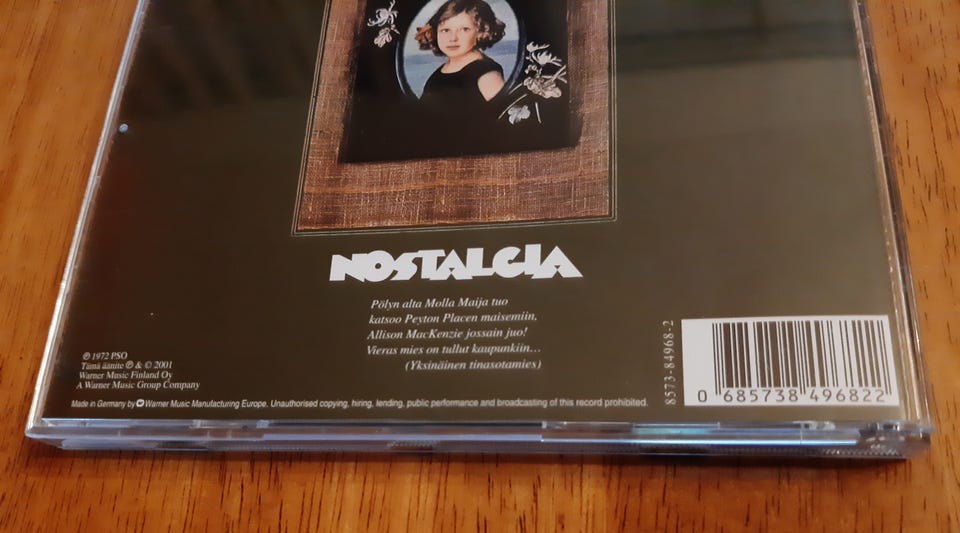 NOSTALGIA
Pölyn alta Molla Maija tuo
katsoo Peyton Placen maisemiin,
Allison MacKenzie jossain juo!
Vieras mies on tullut kaupunkiin...
(Yksinäinen tinasotamies)
℗ 1972 PSO
Tämä äänite ℗ & © 2001
Warner Music Finland Oy
A Warner Music Group Company
Made in Germany by Warner Music Manufacturing Europe. Unauthorised copying, hiring, lending, public performance and broadcasting of this record prohibited.
8573-84968-2
0 685738 496822